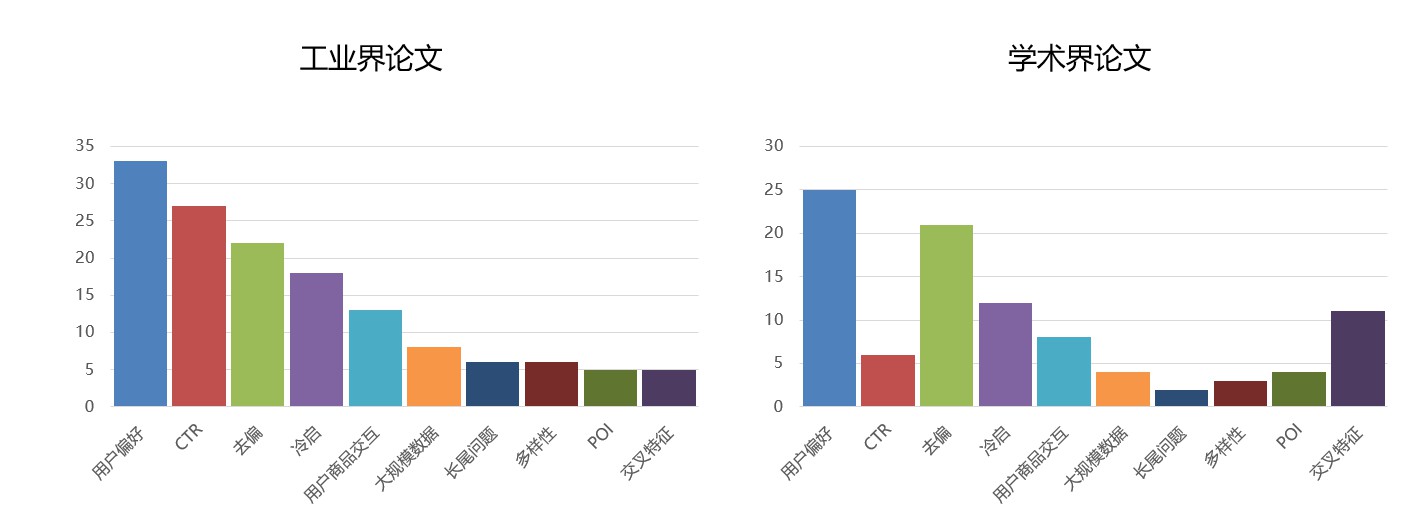 工业界论文
35
30
25
20
15
10
5
0
用户偏好
CTR
去偏
冷启
用户商品交互
大规模数据
长尾问题
多样性
POI
交叉特征
学术界论文
30
25
20
15
10
5
0
用户偏好
CTR
去偏
冷启
用户商品交互
大规模数据
长尾问题
多样性
POI
交叉特征